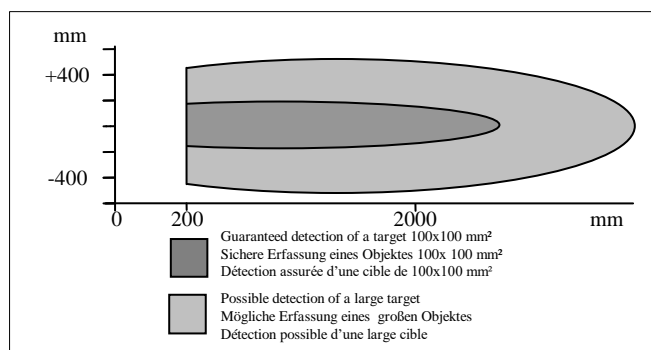 mm
+400
-400
0 200 2000 mm
Guaranteed detection of a target 100x100 mm²
Sichere Erfassung eines Objektes 100x 100 mm²
Détection assurée d'une cible de 100x100 mm²
Possible detection of a large target
Mögliche Erfassung eines großen Objektes
Détection possible d'une large cible